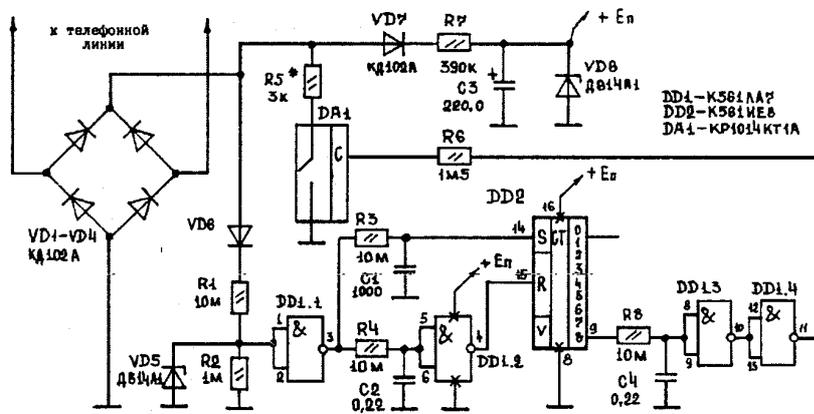 к телефонной
линии
VD7
КД102А
R7
390к
+ Еп
R5*
3к
+
C3
220,0
VD8
Д814А1
DA1
C
R6
1М5
DD1-К561ЛА7
DD2-К561ИЕ8
DA1-КР1014КТ1А
VD1-VD4
КД102А
VD6
R1
10м
R3
10м
C1
1000
+Еп
DD2
16
+ Еп
14
S
CT
15
R
V
8
0
1
2
3
4
5
6
7
8
9
DD1.1
1
2
&
3
R4
10м
C2
0,22
5
6
&
4
DD1.2
VD5
Д814А1
R2
1м
R8
10м
C4
0,22
DD1.3
8
9
&
10
DD1.4
12
13
&
11